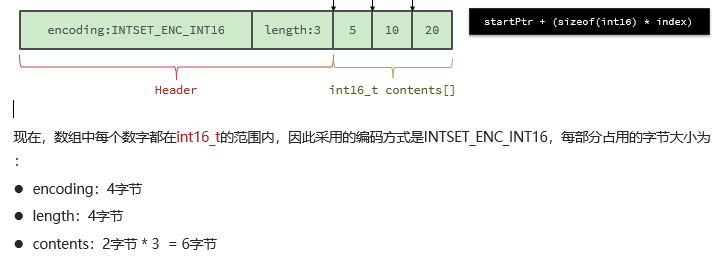 encoding:INTSET_ENC_INT16 length:3 5 10 20
startPtr + (sizeof(int16) * index)
Header
int16_t contents[]
现在，数组中每个数字都在int16_t的范围内，因此采用的编码方式是INTSET_ENC_INT16，每部分占用的字节大小为
：
● encoding：4字节
● length：4字节
● contents：2字节 * 3 = 6字节